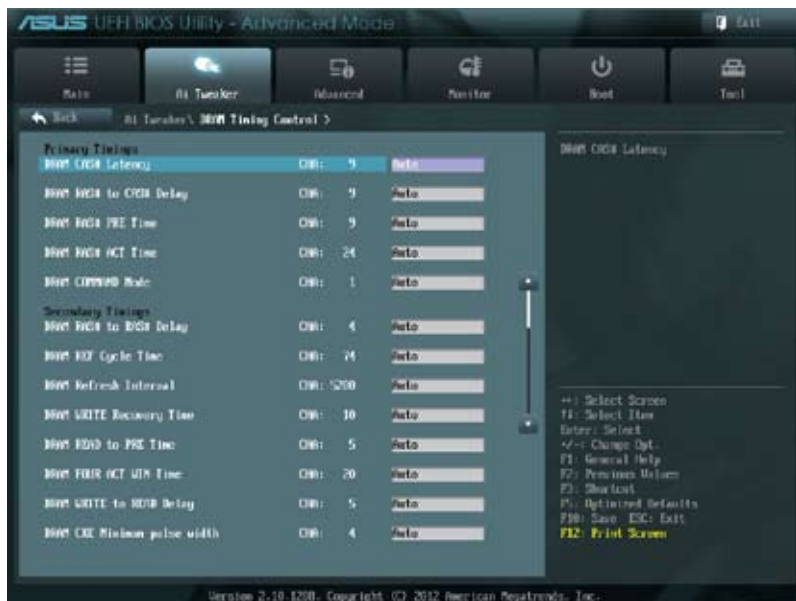 ASUS UEFI BIOS Utility - Advanced Mode
Exit
Main
Ai Tweaker
Advanced
Monitor
Boot
Tool
Back
Ai Tweaker\ DRAM Timing Control >
Primary Timings
DRAM CAS# Latency CHA: 9 Auto
DRAM RAS# to CAS# Delay CHA: 9 Auto
DRAM RAS# PRE Time CHA: 9 Auto
DRAM RAS# ACT Time CHA: 24 Auto
DRAM COMMAND Mode CHA: 1 Auto
Secondary Timings
DRAM RAS# to RAS# Delay CHA: 4 Auto
DRAM REF Cycle Time CHA: 74 Auto
DRAM Refresh Interval CHA: 5200 Auto
DRAM WRITE Recovery Time CHA: 10 Auto
DRAM READ to PRE Time CHA: 5 Auto
DRAM FOUR ACT WIN Time CHA: 20 Auto
DRAM WRITE to READ Delay CHA: 5 Auto
DRAM CKE Minimum pulse width CHA: 4 Auto
DRAM CAS# Latency
→←: Select Screen
↑↓: Select Item
Enter: Select
+/-: Change Opt.
F1: General Help
F2: Previous Values
F3: Shortcut
F5: Optimized Defaults
F10: Save ESC: Exit
F12: Print Screen
Version 2.10.1208. Copyright (C) 2012 American Megatrends, Inc.